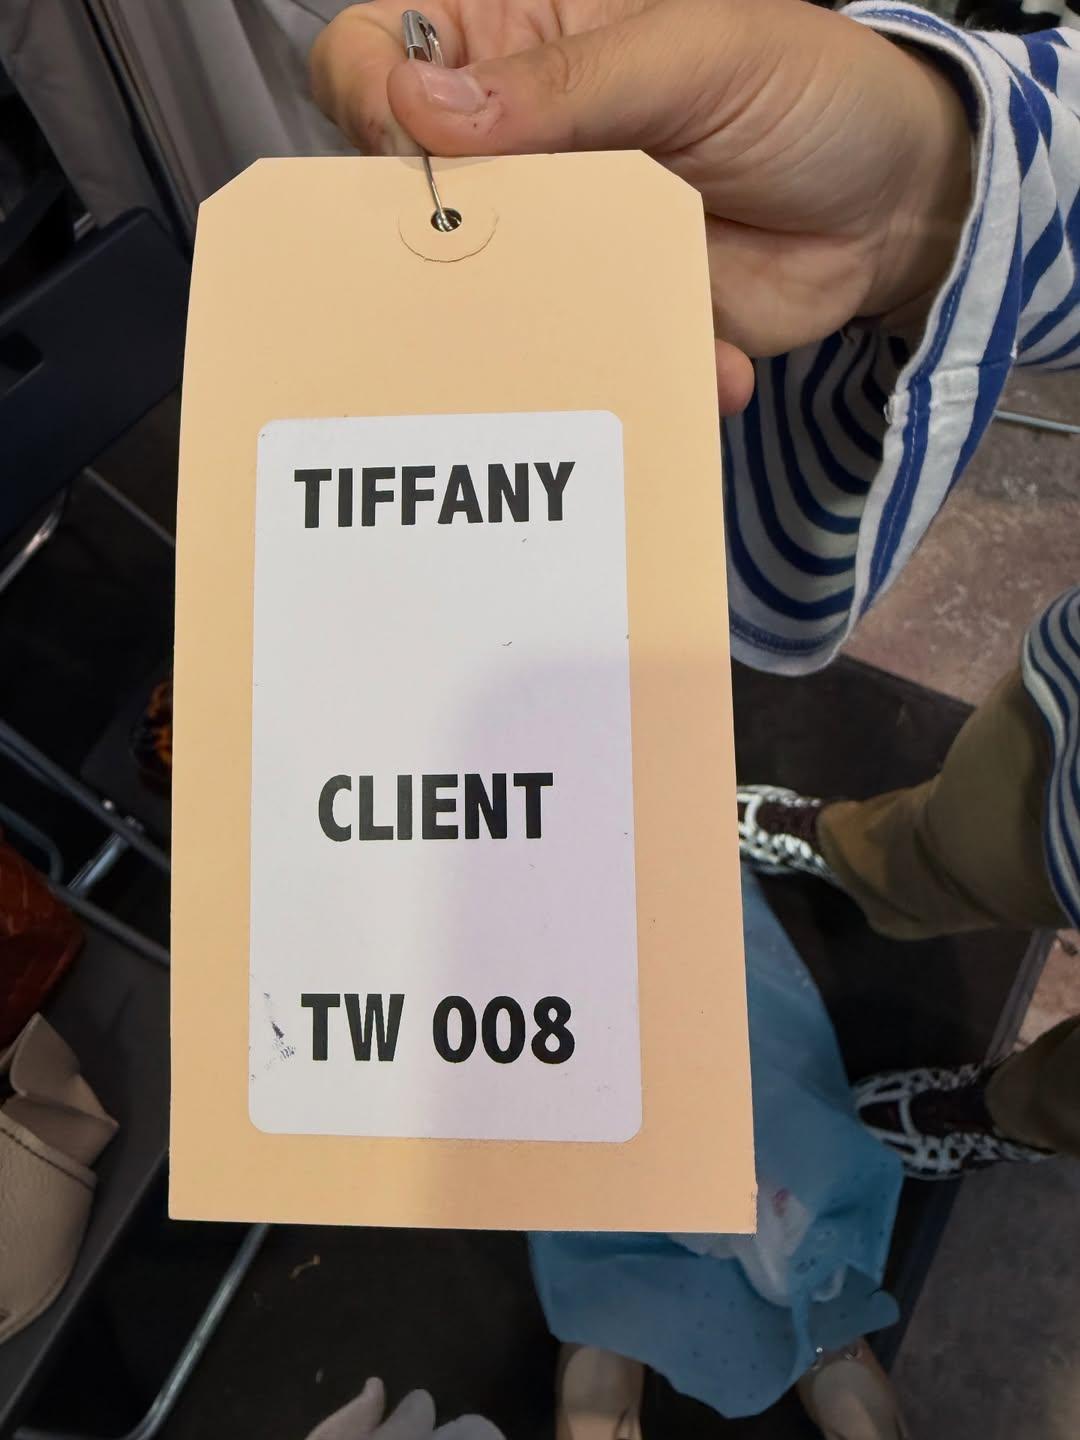 TIFFANY
CLIENT
TW 008